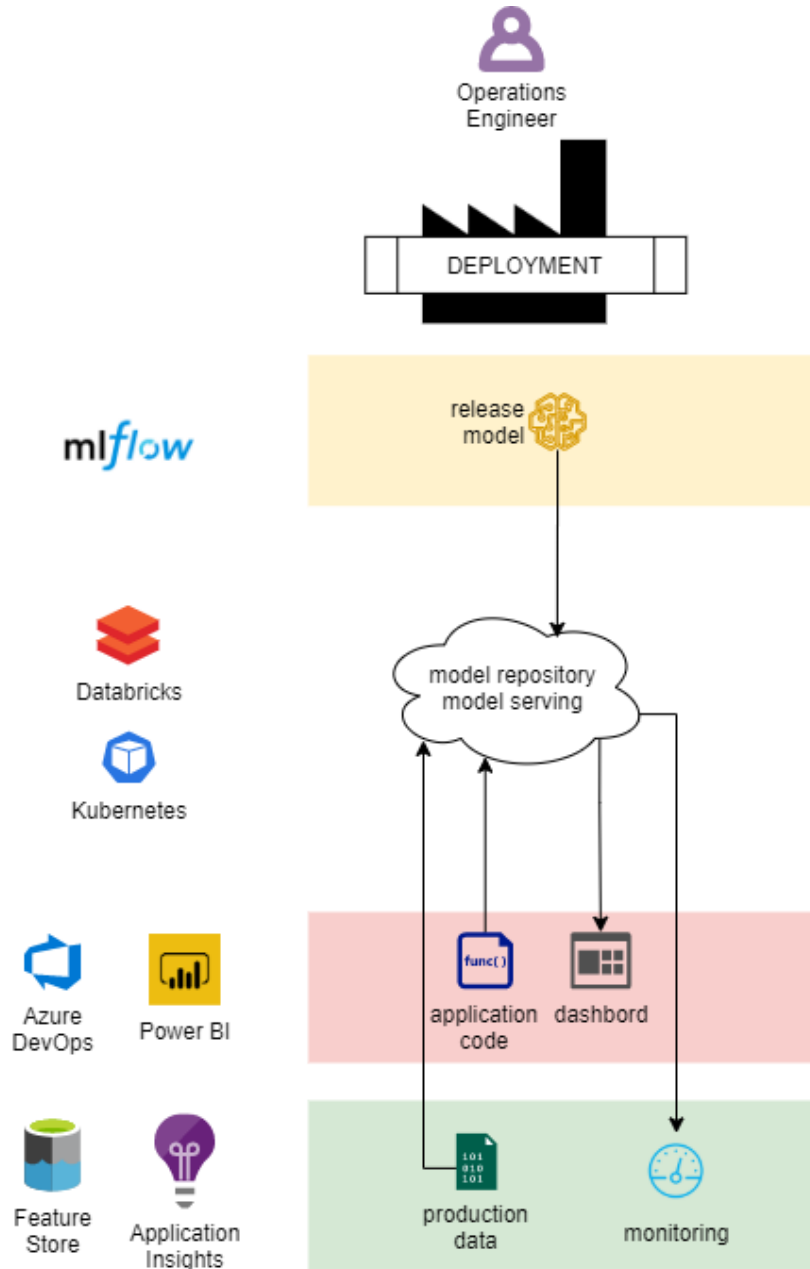 Operations
Engineer
DEPLOYMENT
release
model
mlflow
model repository
model serving
Databricks
Kubernetes
func()
Azure
DevOps
Power BI
application
code
dashbord
101
010
101
Feature
Store
Application
Insights
production
data
monitoring